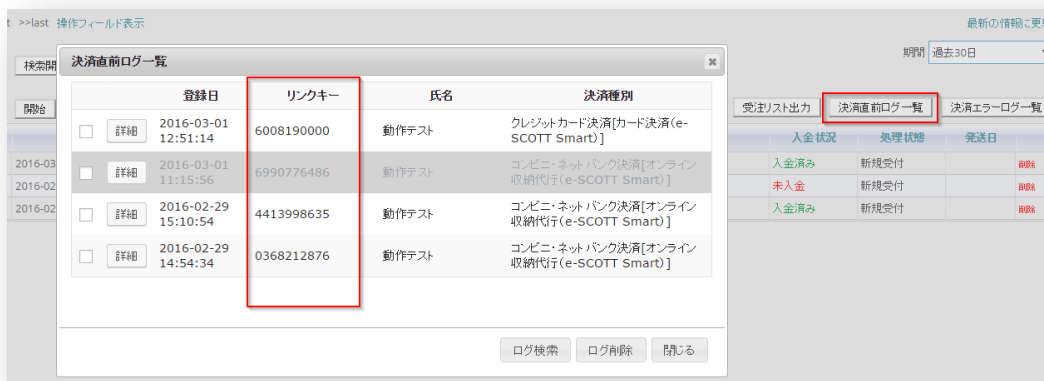 t >>last 操作フィールド表示
最新の情報に更新
期間 過去30日
検索開
開始
受注リスト出力 決済直前ログ一覧 決済エラーログ一覧
入金状況 処理状態 発送日
2016-03 入金済み 新規受付 削除
2016-02 未入金 新規受付 削除
2016-02 入金済み 新規受付 削除
決済直前ログ一覧
登録日 リンクキー 氏名 決済種別
詳細 2016-03-01 12:51:14 6008190000 動作テスト クレジットカード決済[カード決済(e-
SCOTT Smart)]
詳細 2016-03-01 11:15:56 6990776486 動作テスト コンビニ・ネットバンク決済[オンライン
収納代行(e-SCOTT Smart)]
詳細 2016-02-29 15:10:54 4413998635 動作テスト コンビニ・ネットバンク決済[オンライン
収納代行(e-SCOTT Smart)]
詳細 2016-02-29 14:54:34 0368212876 動作テスト コンビニ・ネットバンク決済[オンライン
収納代行(e-SCOTT Smart)]
ログ検索 ログ削除 閉じる